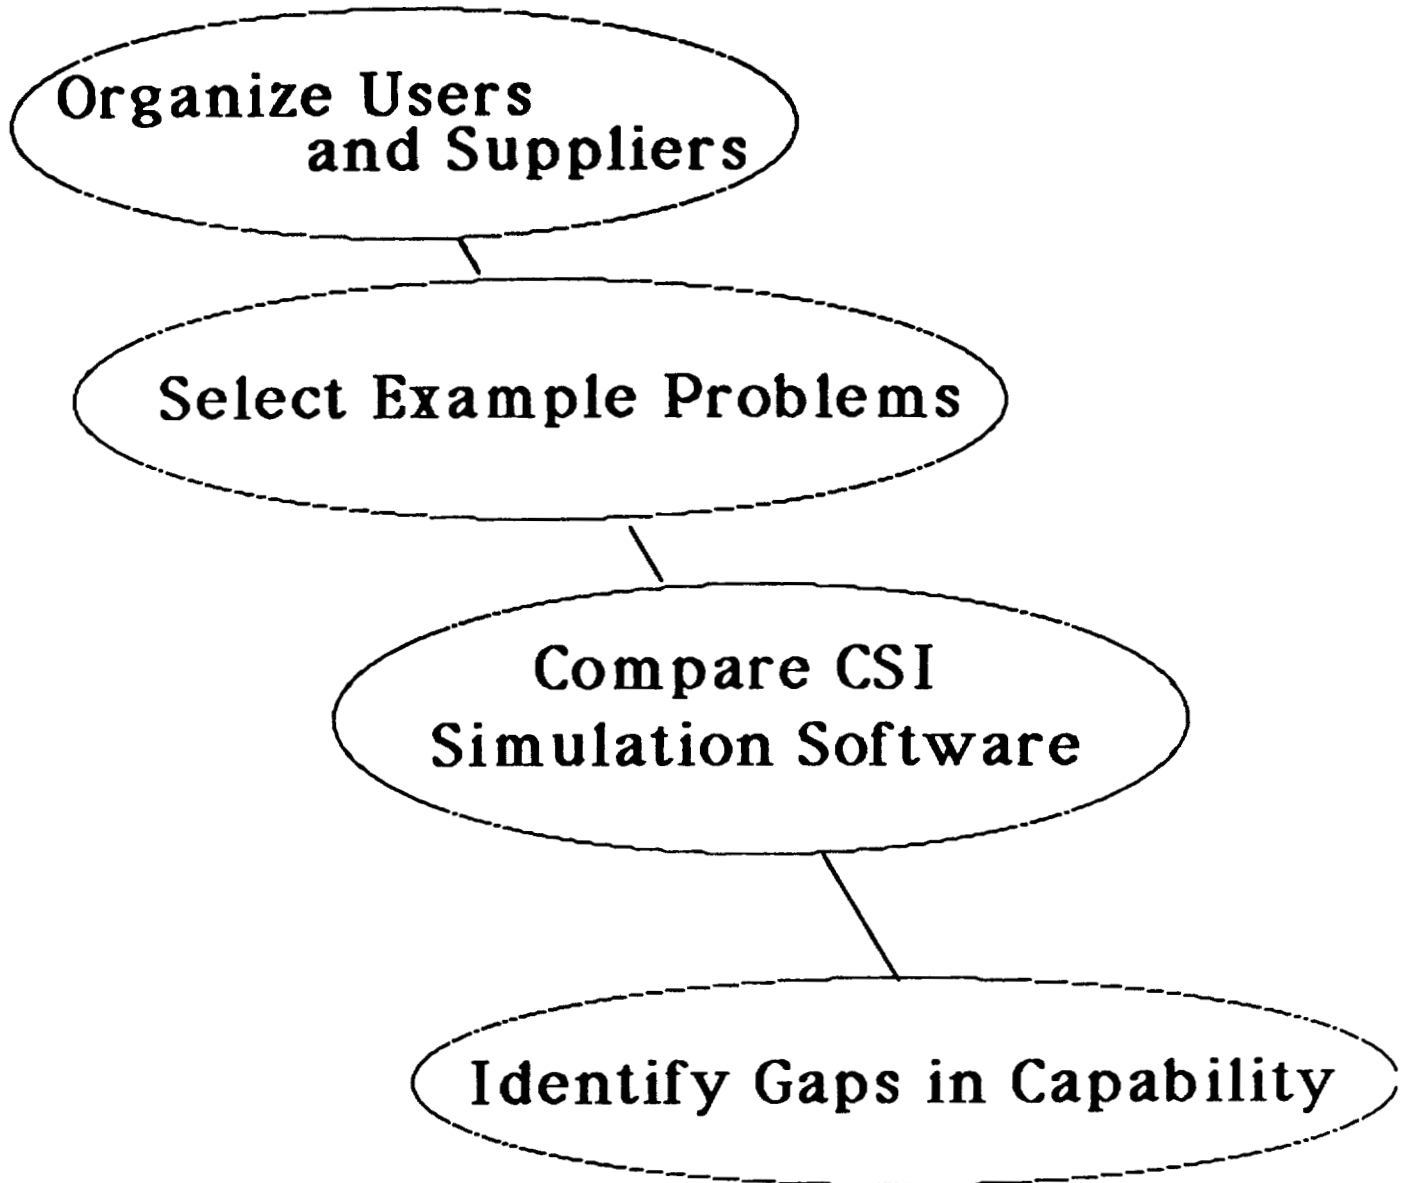 Organize Users
and Suppliers
Select Example Problems
Compare CSI
Simulation Software
Identify Gaps in Capability